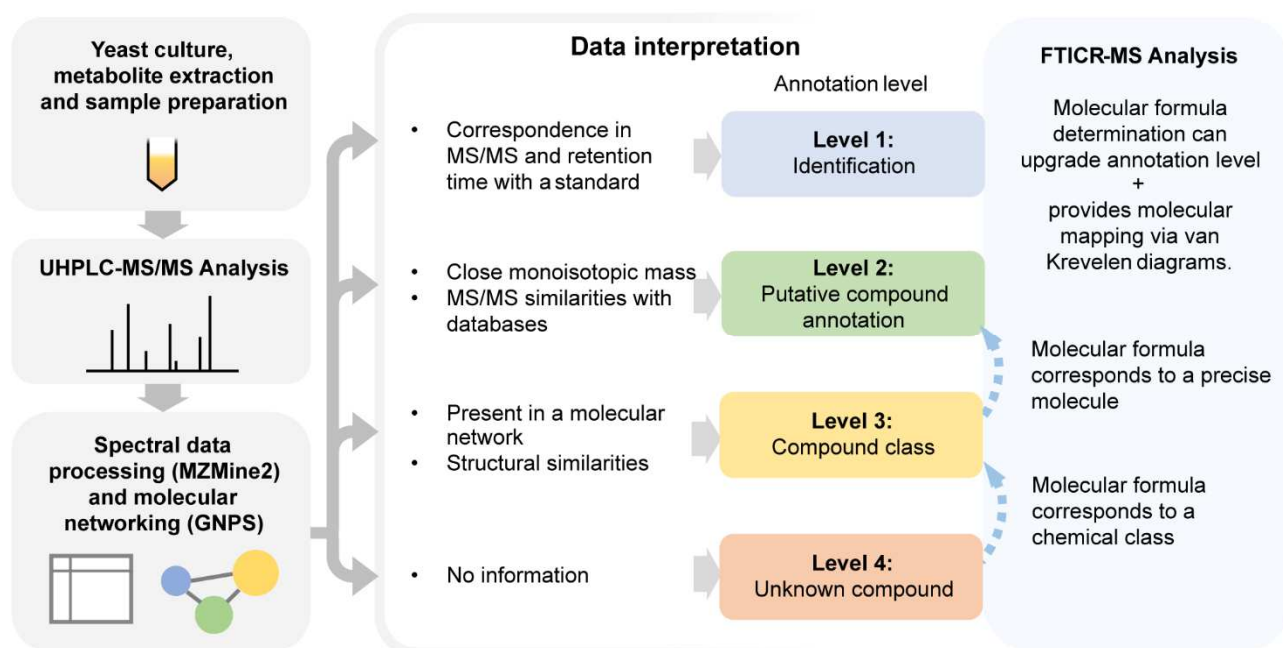 Yeast culture,
metabolite extraction
and sample preparation
UHPLC-MS/MS Analysis
Spectral data
processing (MZMine2)
and molecular
networking (GNPS)
Data interpretation
Annotation level
• Correspondence in
MS/MS and retention
time with a standard
Level 1:
Identification
• Close monoisotopic mass
• MS/MS similarities with
databases
Level 2:
Putative compound
annotation
• Present in a molecular
network
• Structural similarities
Level 3:
Compound class
• No information
Level 4:
Unknown compound
FTICR-MS Analysis
Molecular formula
determination can
upgrade annotation level
+
provides molecular
mapping via van
Krevelen diagrams.
Molecular formula
corresponds to a precise
molecule
Molecular formula
corresponds to a
chemical class